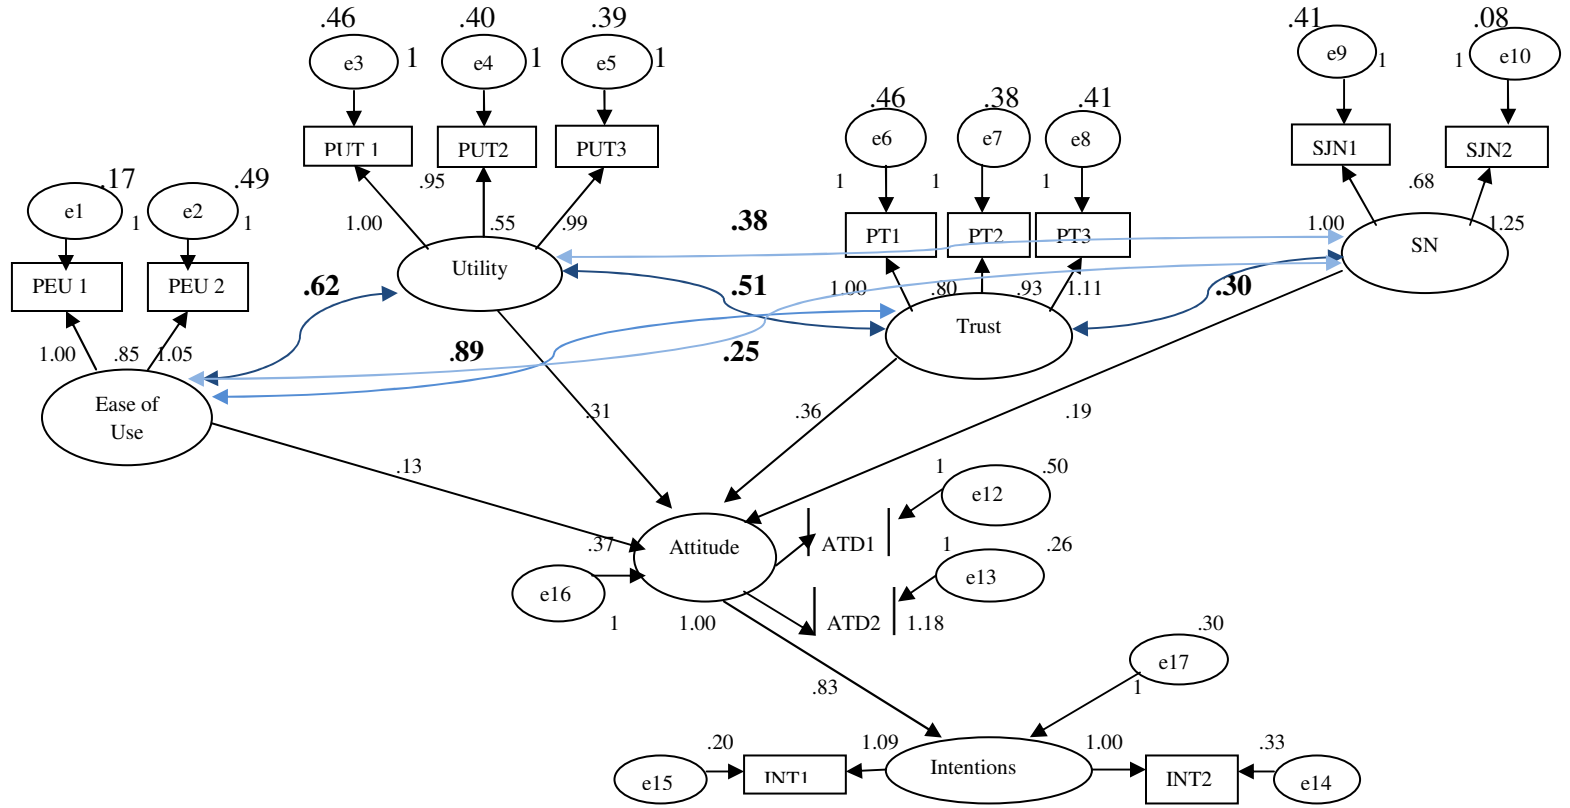 .46 .40 .39 .41 .08
e3 1 e4 1 e5 1 e9 1 1 e10
.46 .38 .41
PUT 1 PUT2 PUT3 e6 e7 e8 SJN1 SJN2
.17 .49 .95 1 1 1 .68
e1 1 e2 1 1.00 .55 .99 .38 PT1 PT2 PT3 1.00 1.25
Utility SN
PEU 1 PEU 2 .62 .51 1.00 .80 .93 1.11 .30
Trust
1.00 .85 1.05 .89 .25
Ease of
Use
.31 .36 .19
.13 1 .50
e12
.37 Attitude ATD1 1 .26
e13
e16
1 1.00 ATD2 1.18 .30
e17
.83 1
.20 1.09 1.00 .33
e15 INT1 Intentions INT2 e14